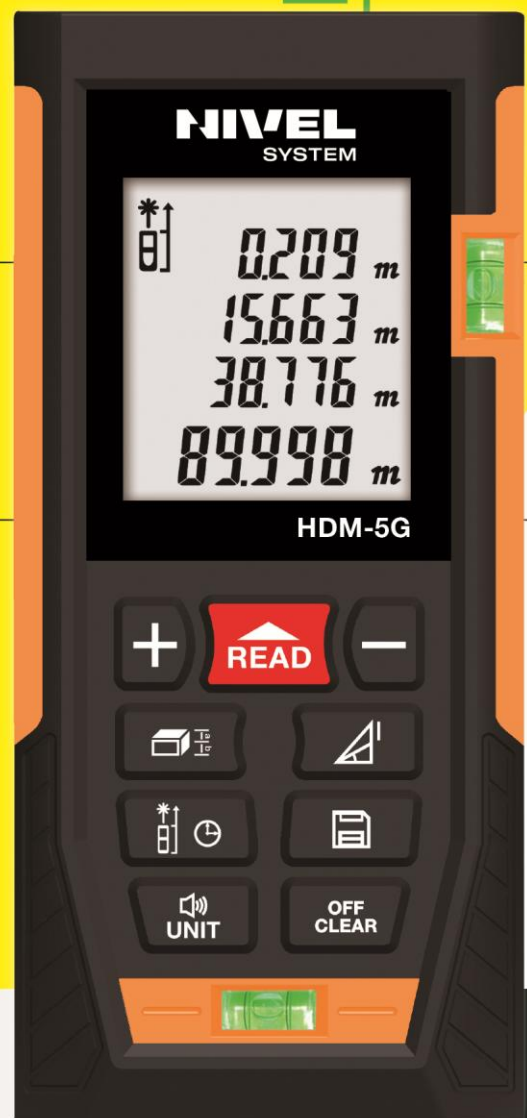 NIVEL
SYSTEM
0.209 m
15.663 m
38.776 m
89.998 m
HDM-5G
+ READ −
UNIT
OFF
CLEAR